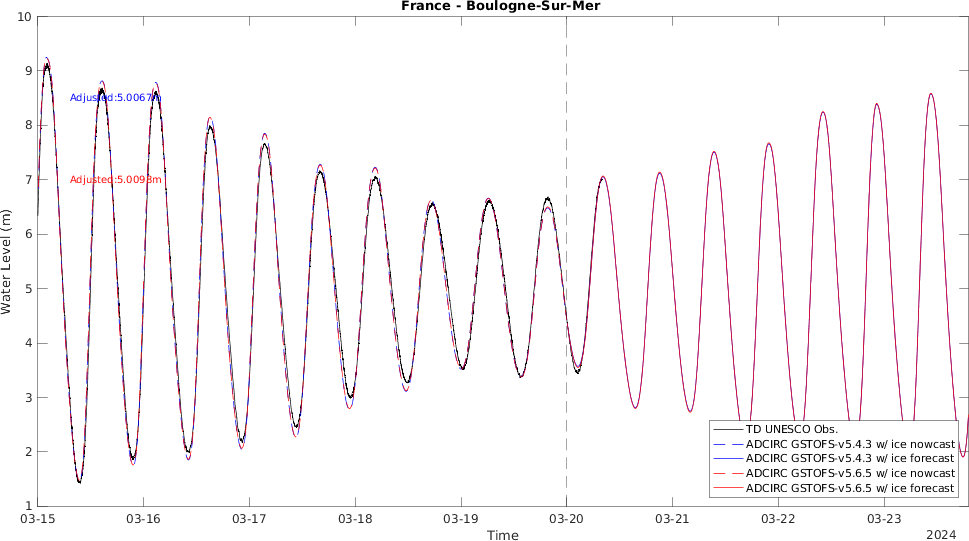 France - Boulogne-Sur-Mer
10
9
8
7
6
5
4
3
2
1
Water Level (m)
Adjusted:5.0067m
Adjusted:5.0093m
TD UNESCO Obs.
ADCIRC GSTOFS-v5.4.3 w/ ice nowcast
ADCIRC GSTOFS-v5.4.3 w/ ice forecast
ADCIRC GSTOFS-v5.6.5 w/ ice nowcast
ADCIRC GSTOFS-v5.6.5 w/ ice forecast
03-15 03-16 03-17 03-18 03-19 03-20 03-21 03-22 03-23
Time
2024